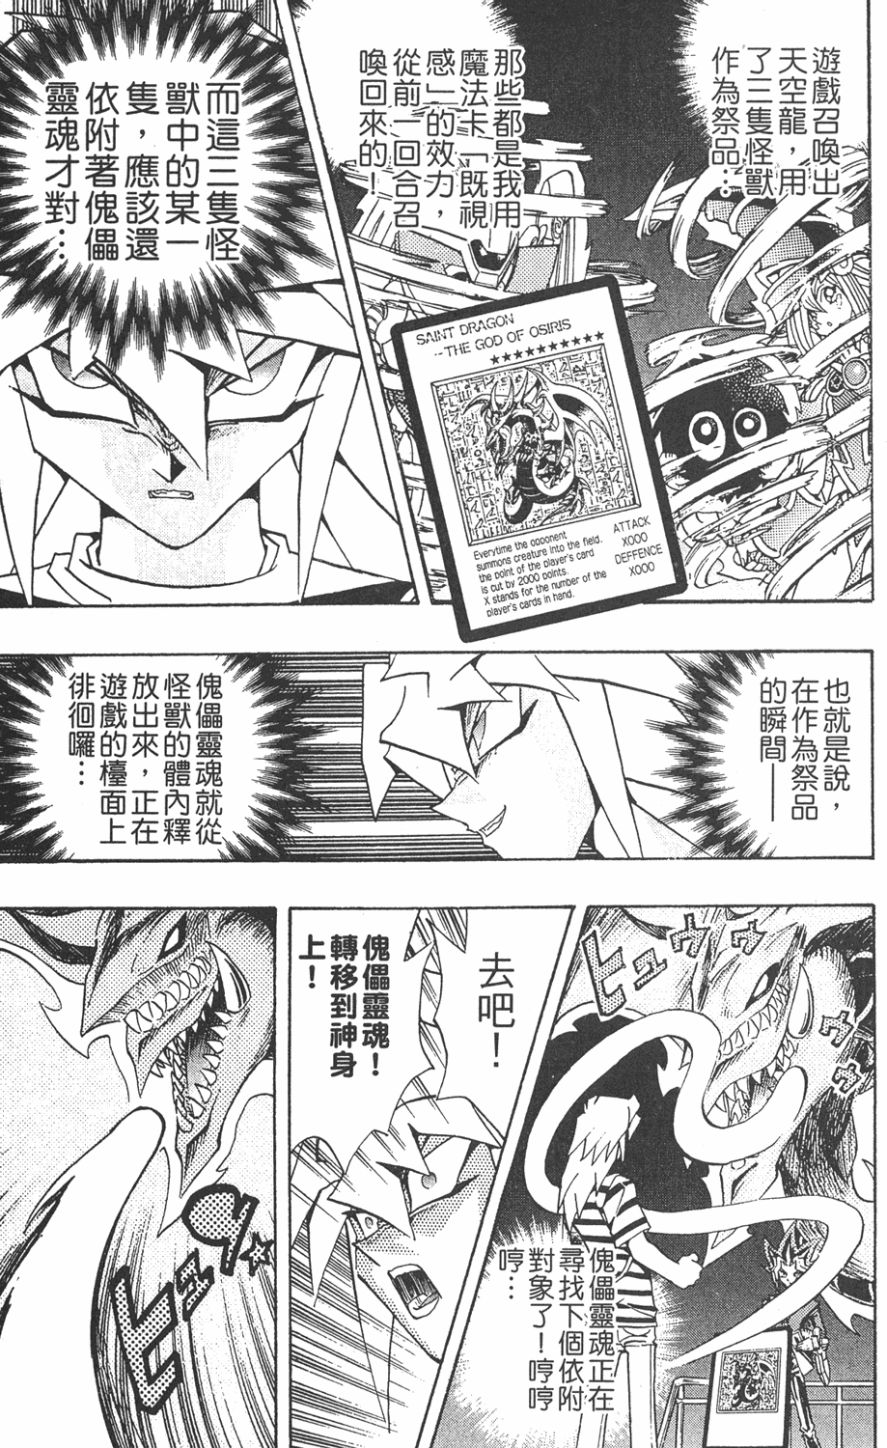 遊戲召喚出
天空龍，用
了三隻怪獸
作為祭品…
那些都是我用
魔法卡「既視
感」的效力，
從前一回合召
喚回來的！
SAINT DRAGON
--THE GOD OF OSIRIS
★★★★★★★★★★
Everytime the opponent
summons creature into the field,
the point of the player's card
is cut by 2000 points.
X stands for the number of the
player's cards in hand.
ATTACK
X000
DEFFENCE
X000
而這三隻怪
獸中的某一
隻，應該還
依附著傀儡
靈魂才對…
也就是說，
在作為祭品
的瞬間——
傀儡靈魂就從
怪獸的體內釋
放出來，正在
遊戲的檯面上
徘徊囉…
ヒュゥゥ
ヒュゥ
傀儡靈魂正在
尋找下個依附
對象了！哼哼
哼…
去吧！
傀儡靈魂！
轉移到神身
上！
ヒュッ